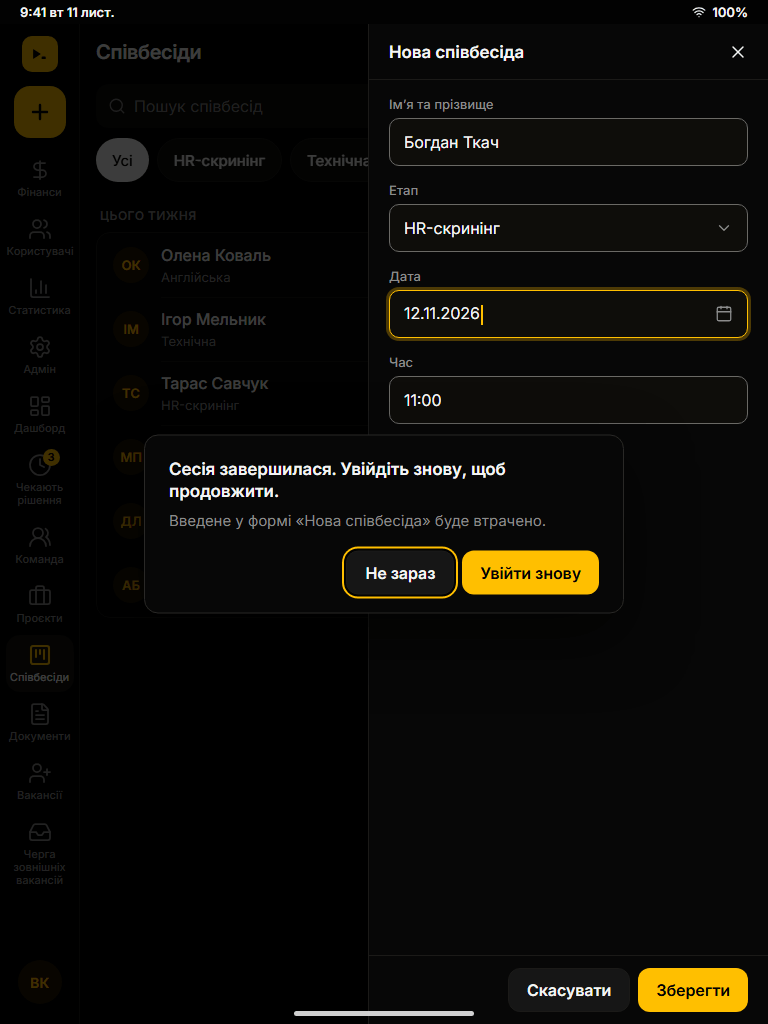 9:41 вт 11 лист.
100%
Співбесіди
Пошук співбесід
Усі
HR-скринінг
Технічна
ЦЬОГО ТИЖНЯ
ОК
Олена Коваль
Англійська
ІМ
Ігор Мельник
Технічна
ТС
Тарас Савчук
HR-скринінг
МП
ДЛ
АБ
Фінанси
Користувачі
Статистика
Адмін
Дашборд
3
Чекають
рішення
Команда
Проєкти
Співбесіди
Документи
Вакансії
Черга
зовнішніх
вакансій
ВК
Нова співбесіда
Ім’я та прізвище
Богдан Ткач
Етап
HR-скринінг
Дата
12.11.2026
Час
11:00
Сесія завершилася. Увійдіть знову, щоб
продовжити.
Введене у формі «Нова співбесіда» буде втрачено.
Не зараз
Увійти знову
Скасувати
Зберегти